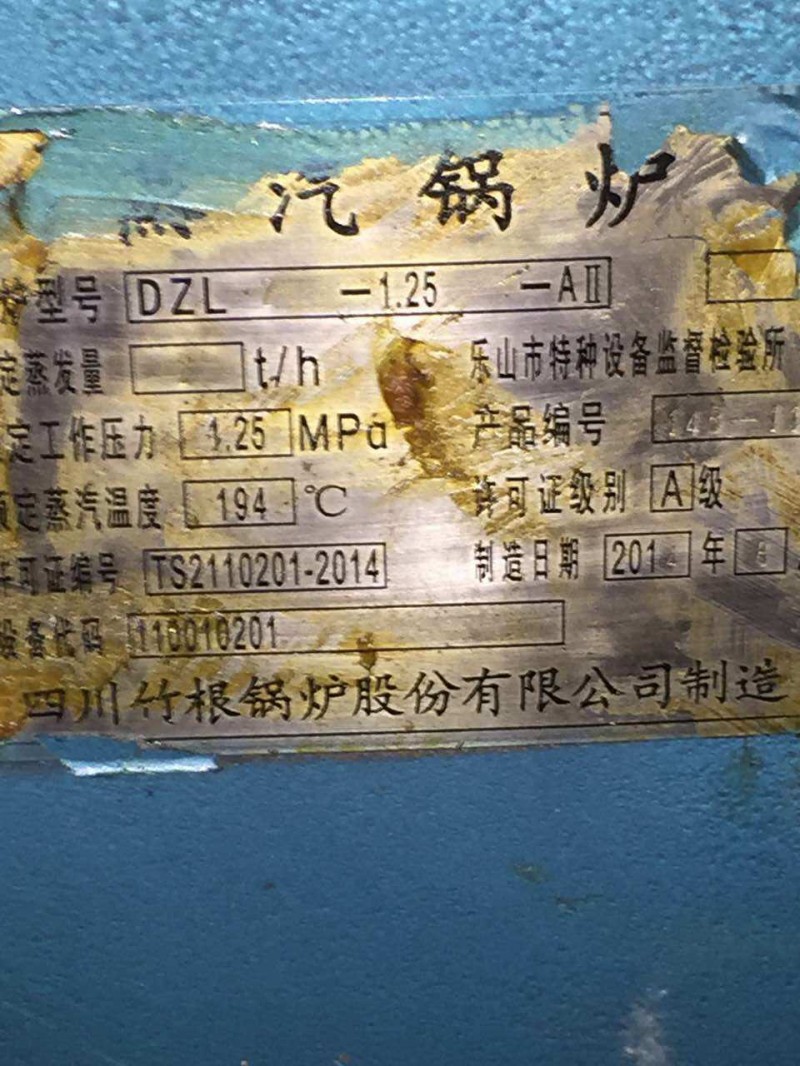 蒸汽锅炉
型号 DZL —1.25 —AⅡ
定蒸发量 t/h 乐山市特种设备监督检验所
定工作压力 1.25 MPa 产品编号
额定蒸汽温度 194 ℃ 许可证级别 A 级
许可证编号 TS2110201-2014 制造日期 201 年
设备代码 110010201
四川竹根锅炉股份有限公司制造